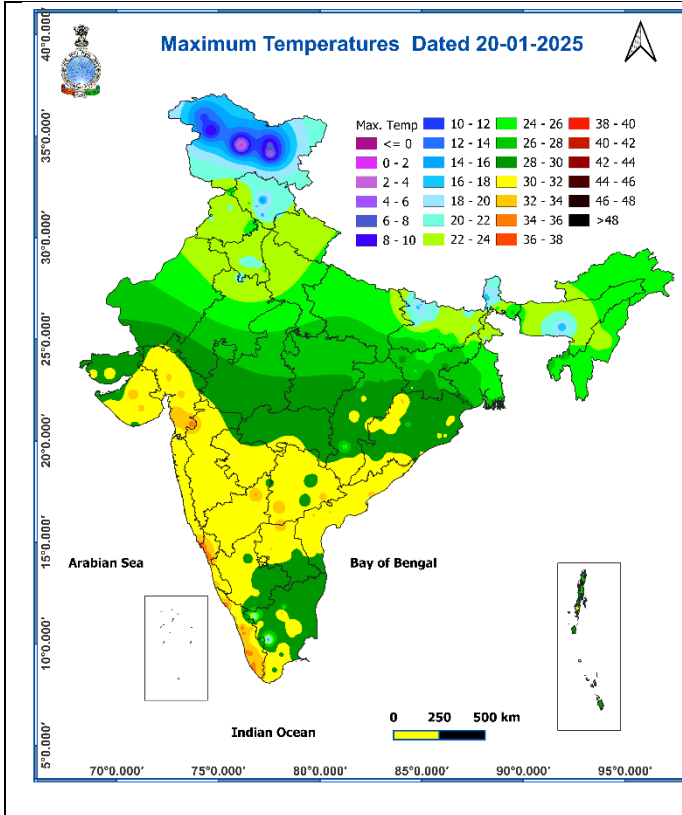 Maximum Temperatures Dated 20-01-2025
Max. Temp
<= 0
0 - 2
2 - 4
4 - 6
6 - 8
8 - 10
10 - 12
12 - 14
14 - 16
16 - 18
18 - 20
20 - 22
22 - 24
24 - 26
26 - 28
28 - 30
30 - 32
32 - 34
34 - 36
36 - 38
38 - 40
40 - 42
42 - 44
44 - 46
46 - 48
>48
40°0.000′
35°0.000′
30°0.000′
25°0.000′
20°0.000′
15°0.000′
10°0.000′
5°0.000′
Arabian Sea
Bay of Bengal
Indian Ocean
0 250 500 km
70°0.000′ 75°0.000′ 80°0.000′ 85°0.000′ 90°0.000′ 95°0.000′